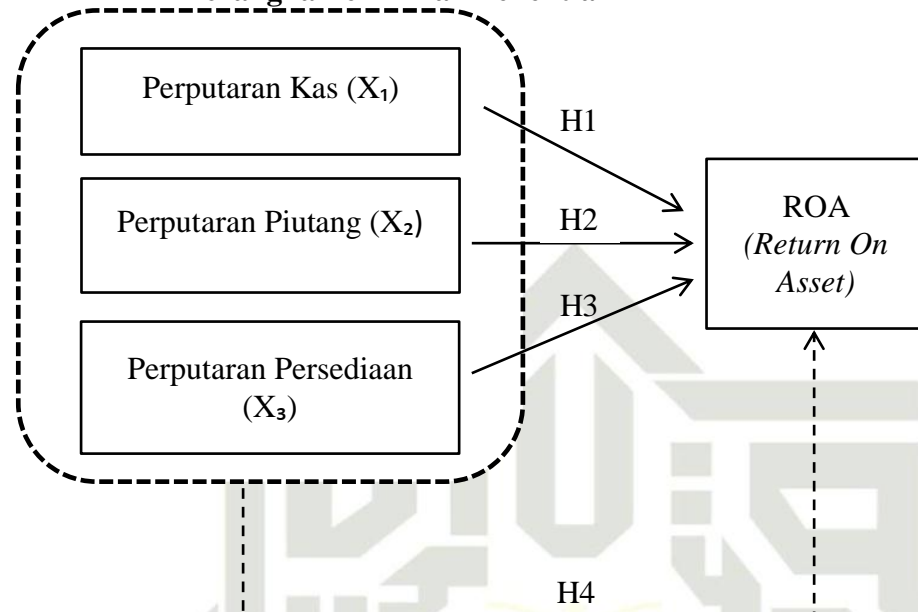 Perputaran Kas (X₁)
H1
Perputaran Piutang (X₂)
H2
ROA
(Return On
Asset)
H3
Perputaran Persediaan
(X₃)
H4